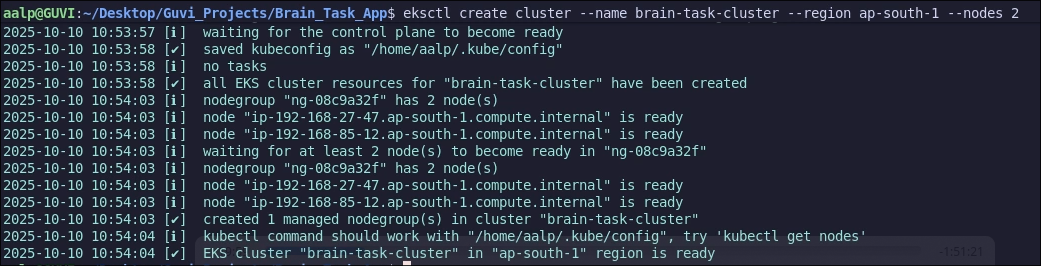 aalp@GUVI:~/Desktop/Guvi_Projects/Brain_Task_App$ eksctl create cluster --name brain-task-cluster --region ap-south-1 --nodes 2
2025-10-10 10:53:57 [ℹ]  waiting for the control plane to become ready
2025-10-10 10:53:58 [✔]  saved kubeconfig as "/home/aalp/.kube/config"
2025-10-10 10:53:58 [ℹ]  no tasks
2025-10-10 10:53:58 [✔]  all EKS cluster resources for "brain-task-cluster" have been created
2025-10-10 10:54:03 [ℹ]  nodegroup "ng-08c9a32f" has 2 node(s)
2025-10-10 10:54:03 [ℹ]  node "ip-192-168-27-47.ap-south-1.compute.internal" is ready
2025-10-10 10:54:03 [ℹ]  node "ip-192-168-85-12.ap-south-1.compute.internal" is ready
2025-10-10 10:54:03 [ℹ]  waiting for at least 2 node(s) to become ready in "ng-08c9a32f"
2025-10-10 10:54:03 [ℹ]  nodegroup "ng-08c9a32f" has 2 node(s)
2025-10-10 10:54:03 [ℹ]  node "ip-192-168-27-47.ap-south-1.compute.internal" is ready
2025-10-10 10:54:03 [ℹ]  node "ip-192-168-85-12.ap-south-1.compute.internal" is ready
2025-10-10 10:54:03 [✔]  created 1 managed nodegroup(s) in cluster "brain-task-cluster"
2025-10-10 10:54:04 [ℹ]  kubectl command should work with "/home/aalp/.kube/config", try 'kubectl get nodes'
2025-10-10 10:54:04 [✔]  EKS cluster "brain-task-cluster" in "ap-south-1" region is ready
-1:51:21